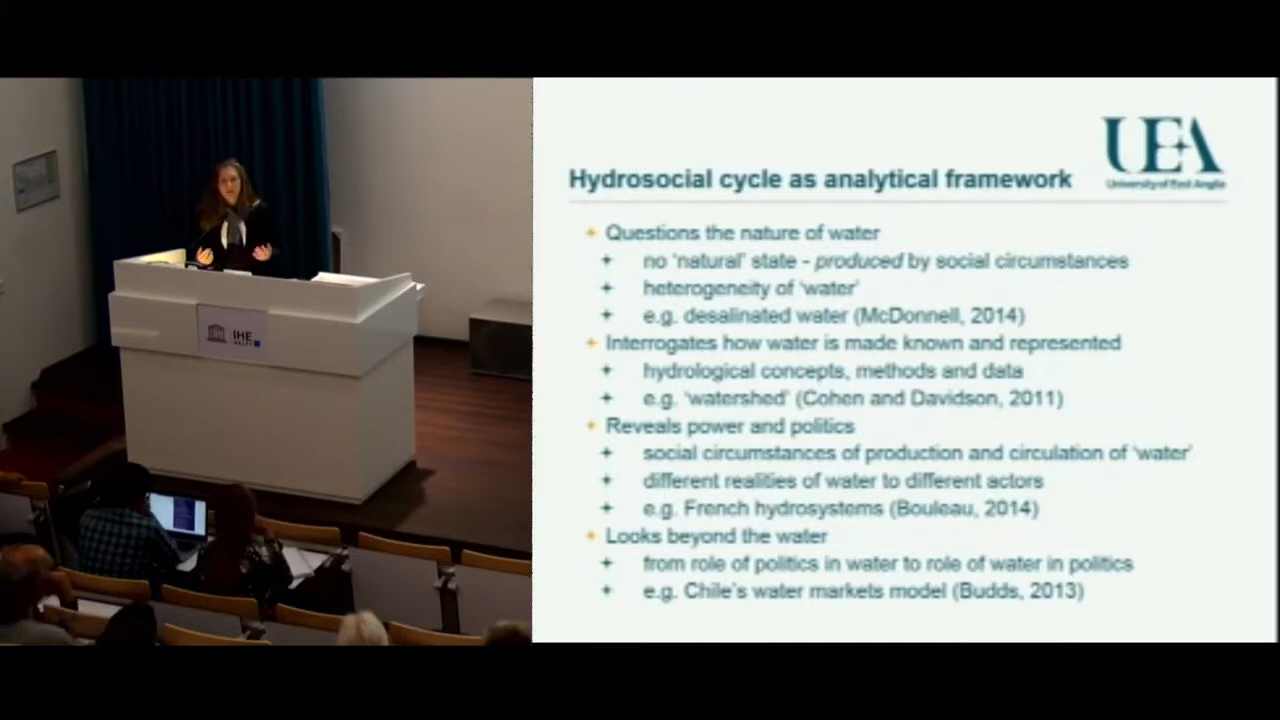 UEA
University of East Anglia
Hydrosocial cycle as analytical framework
Questions the nature of water
no 'natural' state - produced by social circumstances
heterogeneity of 'water'
e.g. desalinated water (McDonnell, 2014)
Interrogates how water is made known and represented
hydrological concepts, methods and data
e.g. 'watershed' (Cohen and Davidson, 2011)
Reveals power and politics
social circumstances of production and circulation of 'water'
different realities of water to different actors
e.g. French hydrosystems (Bouleau, 2014)
Looks beyond the water
from role of politics in water to role of water in politics
e.g. Chile's water markets model (Budds, 2013)
IHE
DELFT